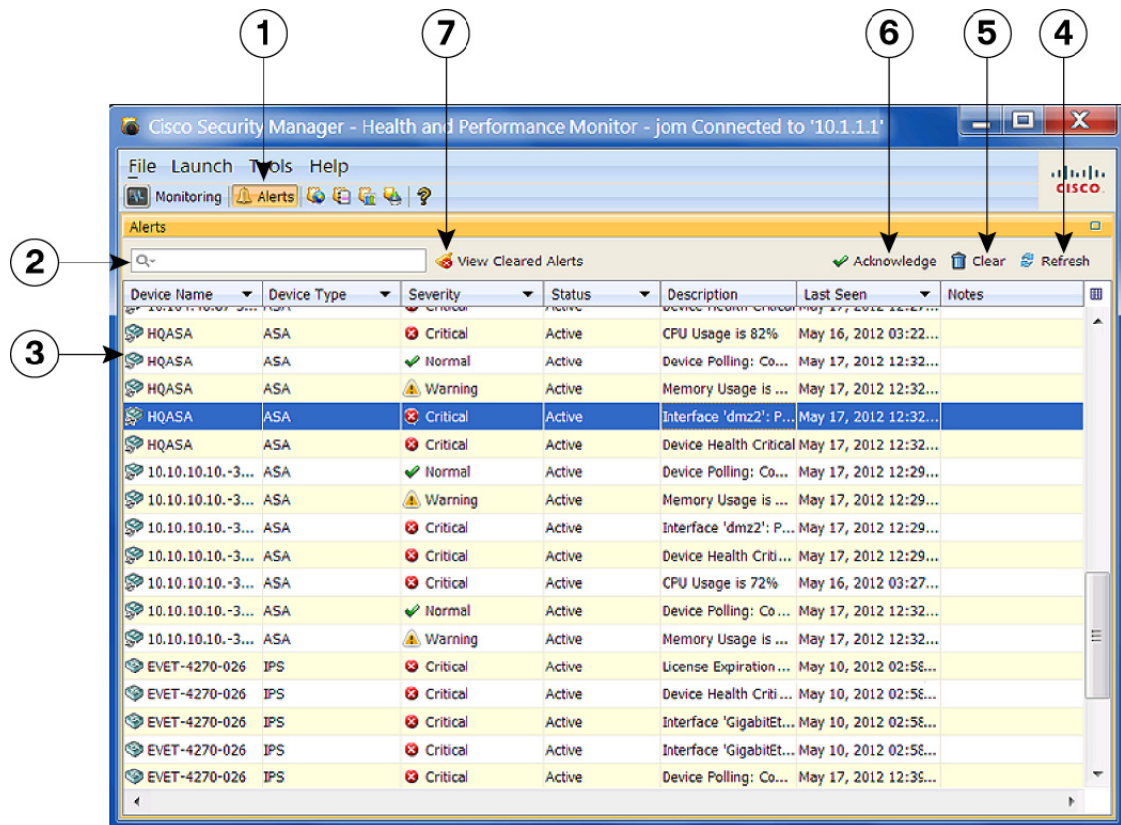 1 7 6 5 4
Cisco Security Manager - Health and Performance Monitor - jom Connected to '10.1.1.1'
File Launch Tools Help
CISCO
Monitoring Alerts
Alerts
2 View Cleared Alerts Acknowledge Clear Refresh
Device Name Device Type Severity Status Description Last Seen Notes
3
HQASA ASA Critical Active CPU Usage is 82% May 16, 2012 03:22...
HQASA ASA Normal Active Device Polling: Co... May 17, 2012 12:32...
HQASA ASA Warning Active Memory Usage is ... May 17, 2012 12:32...
HQASA ASA Critical Active Interface 'dmz2': P... May 17, 2012 12:32...
HQASA ASA Critical Active Device Health Critical May 17, 2012 12:32...
10.10.10.10.-3... ASA Normal Active Device Polling: Co... May 17, 2012 12:29...
10.10.10.10.-3... ASA Warning Active Memory Usage is ... May 17, 2012 12:29...
10.10.10.10.-3... ASA Critical Active Interface 'dmz2': P... May 17, 2012 12:29...
10.10.10.10.-3... ASA Critical Active Device Health Criti... May 17, 2012 12:29...
10.10.10.10.-3... ASA Critical Active CPU Usage is 72% May 16, 2012 03:27...
10.10.10.10.-3... ASA Normal Active Device Polling: Co... May 17, 2012 12:32...
10.10.10.10.-3... ASA Warning Active Memory Usage is ... May 17, 2012 12:32...
EVET-4270-026 IPS Critical Active License Expiration ... May 10, 2012 02:58...
EVET-4270-026 IPS Critical Active Device Health Criti... May 10, 2012 02:58...
EVET-4270-026 IPS Critical Active Interface 'GigabitEt... May 10, 2012 02:58...
EVET-4270-026 IPS Critical Active Interface 'GigabitEt... May 10, 2012 02:58...
EVET-4270-026 IPS Critical Active Device Polling: Co... May 17, 2012 12:39...